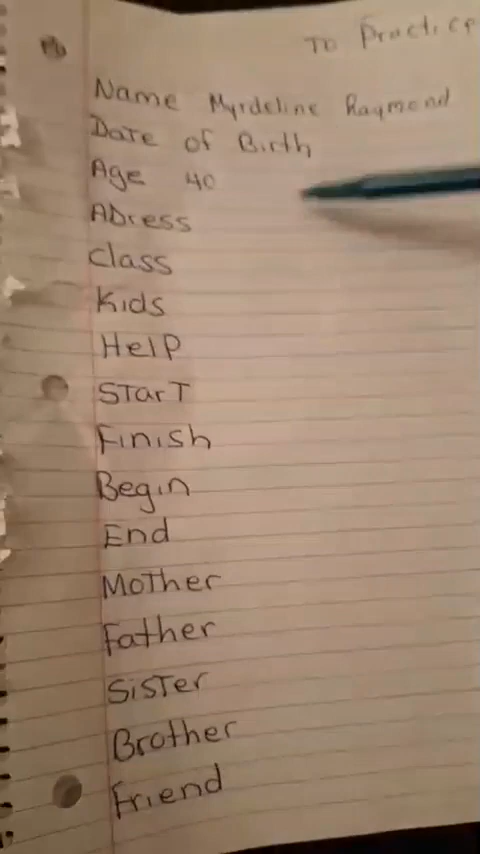 To Practice
Name Myrdeline Raymond
Date of Birth
Age 40
ADress
Class
Kids
Help
Start
Finish
Begin
End
Mother
Father
Sister
Brother
Friend